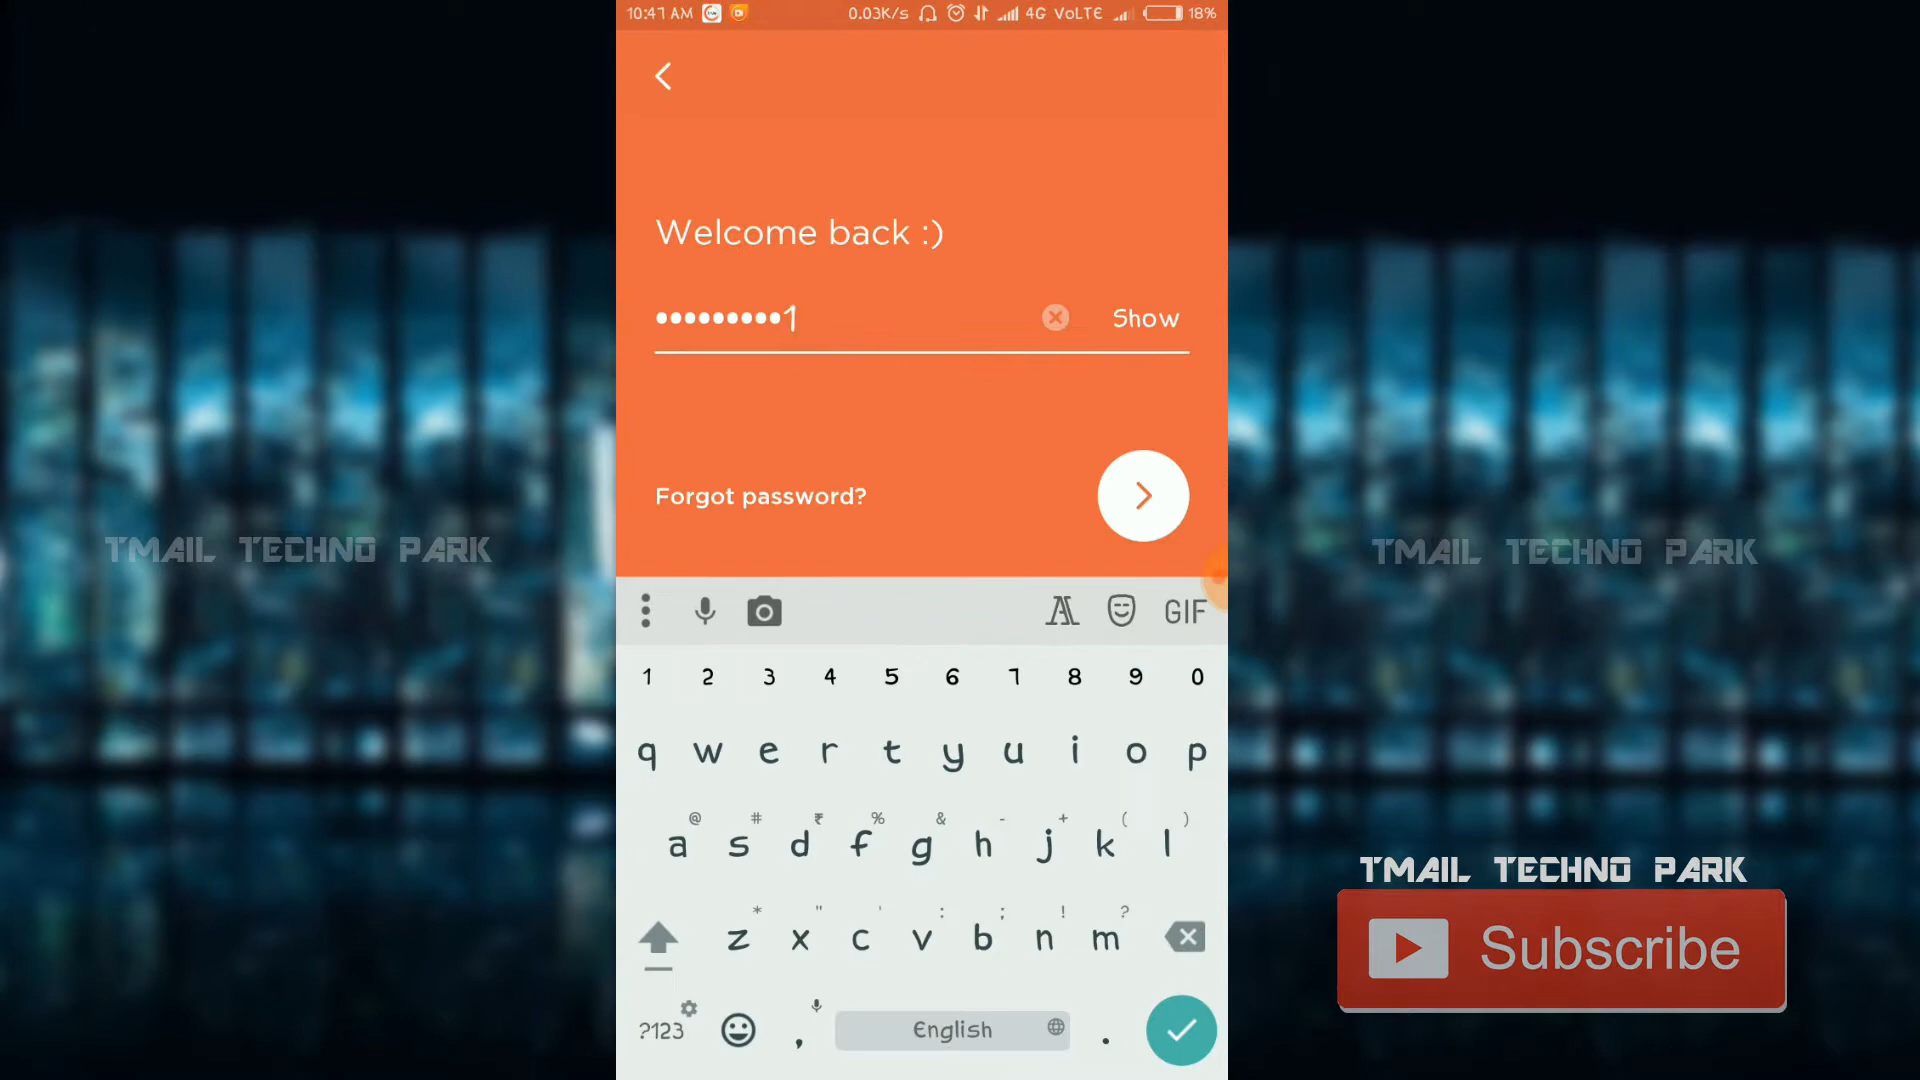 10:47 AM 0.03K/s 4G VoLTE 18%
Welcome back :)
•••••••••1 Show
Forgot password?
GIF
1 2 3 4 5 6 7 8 9 0
q w e r t y u i o p
@ # ₹ % & - + ( )
a s d f g h j k l
* " ' : ; ! ?
z x c v b n m
?123 , English .
TMAIL TECHNO PARK
TMAIL TECHNO PARK
TMAIL TECHNO PARK
Subscribe